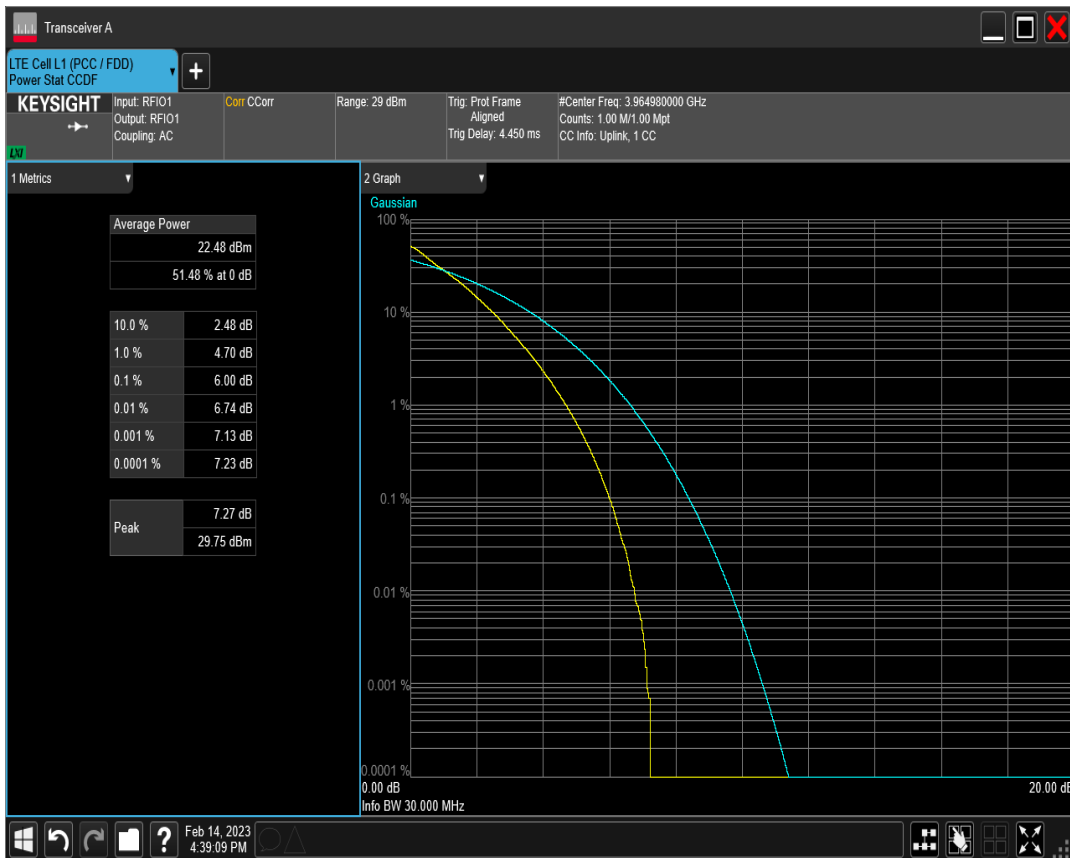 Transceiver A
LTE Cell L1 (PCC / FDD)
Power Stat CCDF
KEYSIGHT
LXI
Input: RFIO1
Output: RFIO1
Coupling: AC
Corr CCorr
Range: 29 dBm
Trig: Prot Frame
Aligned
Trig Delay: 4.450 ms
#Center Freq: 3.964980000 GHz
Counts: 1.00 M/1.00 Mpt
CC Info: Uplink, 1 CC
1 Metrics
Average Power
22.48 dBm
51.48 % at 0 dB
10.0 % 2.48 dB
1.0 % 4.70 dB
0.1 % 6.00 dB
0.01 % 6.74 dB
0.001 % 7.13 dB
0.0001 % 7.23 dB
Peak
7.27 dB
29.75 dBm
2 Graph
Gaussian
100 %
10 %
1 %
0.1 %
0.01 %
0.001 %
0.0001 %
0.00 dB 20.00 dB
Info BW 30.000 MHz
Feb 14, 2023
4:39:09 PM